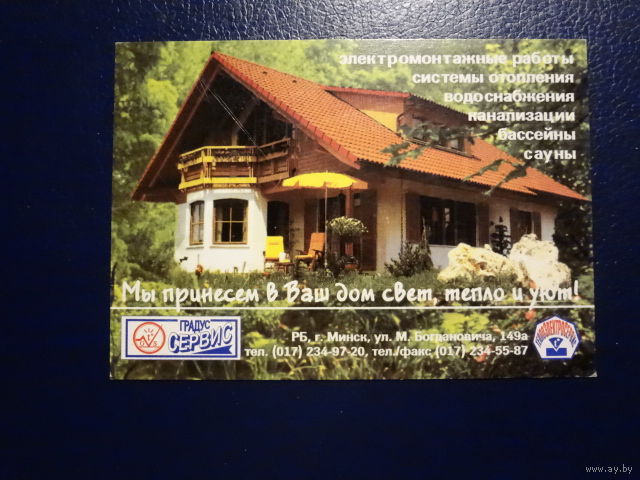 электромонтажные работы
системы отопления
водоснабжения
канализации
бассейны
сауны
Мы принесем в Ваш дом свет, тепло и уют!
ГРАДУС
СЕРВИС
РБ, г. Минск, ул. М. Богдановича, 149а
тел. (017) 234-97-20, тел./факс (017) 234-55-87
www.ay.by